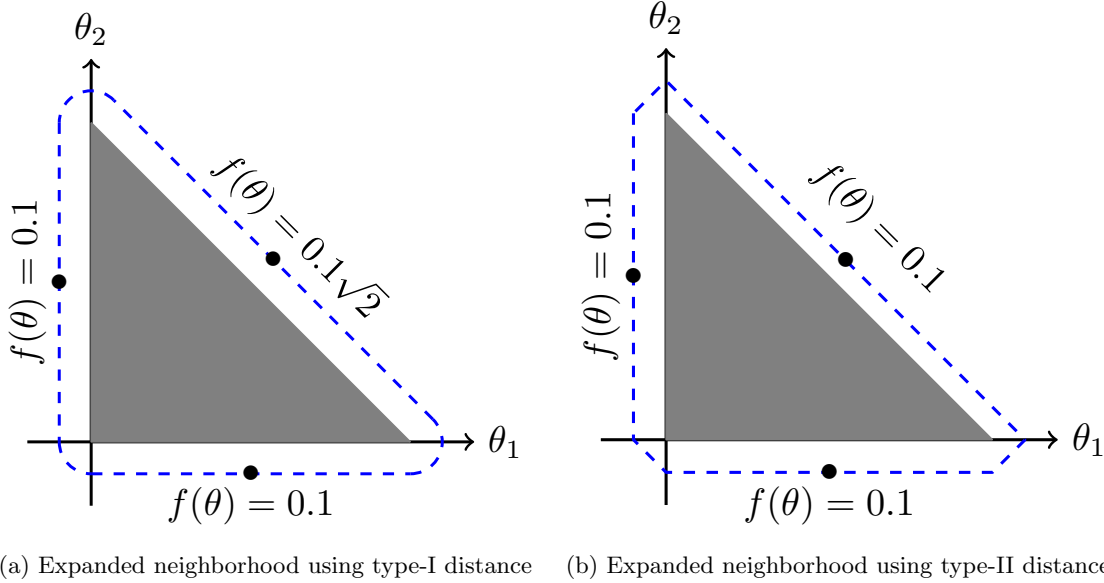 θ₂
f(θ) = 0.1
f(θ) = 0.1√2
θ₁
f(θ) = 0.1
(a) Expanded neighborhood using type-I distance
θ₂
f(θ) = 0.1
f(θ) = 0.1
θ₁
f(θ) = 0.1
(b) Expanded neighborhood using type-II distance